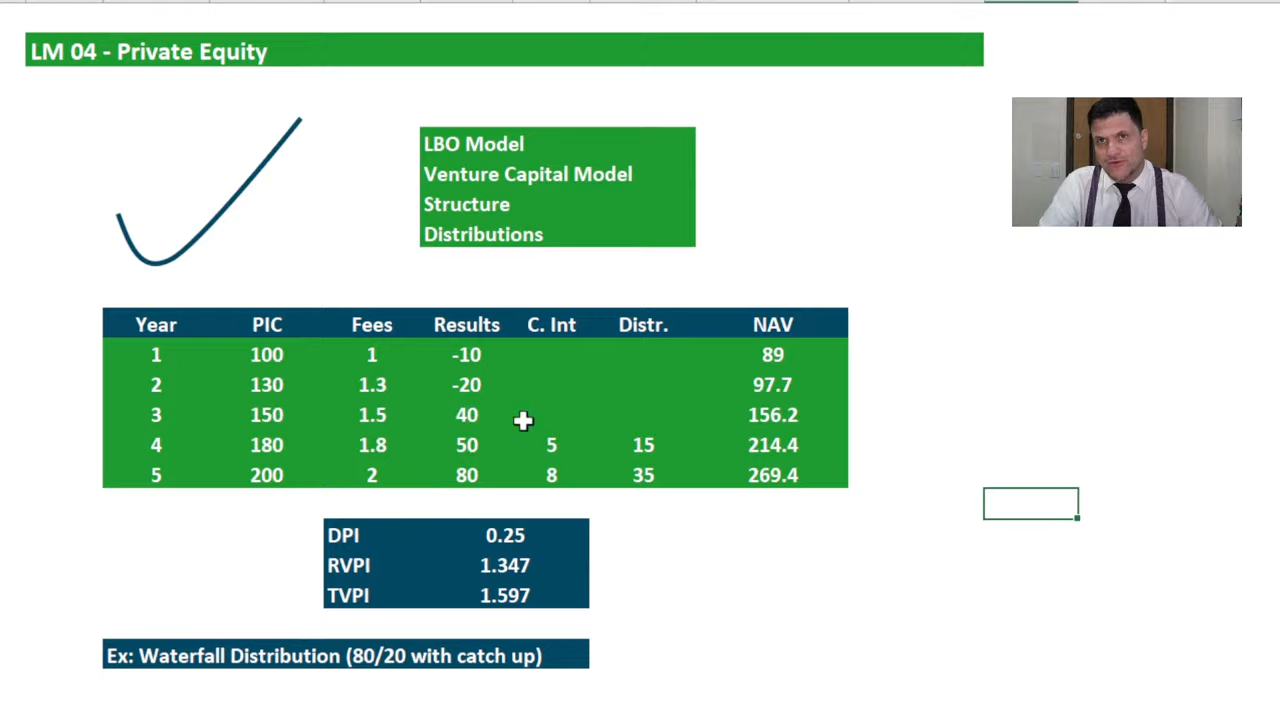 LM 04 - Private Equity
LBO Model
Venture Capital Model
Structure
Distributions
Year PIC Fees Results C. Int Distr. NAV
1 100 1 -10 89
2 130 1.3 -20 97.7
3 150 1.5 40 156.2
4 180 1.8 50 5 15 214.4
5 200 2 80 8 35 269.4
DPI 0.25
RVPI 1.347
TVPI 1.597
Ex: Waterfall Distribution (80/20 with catch up)